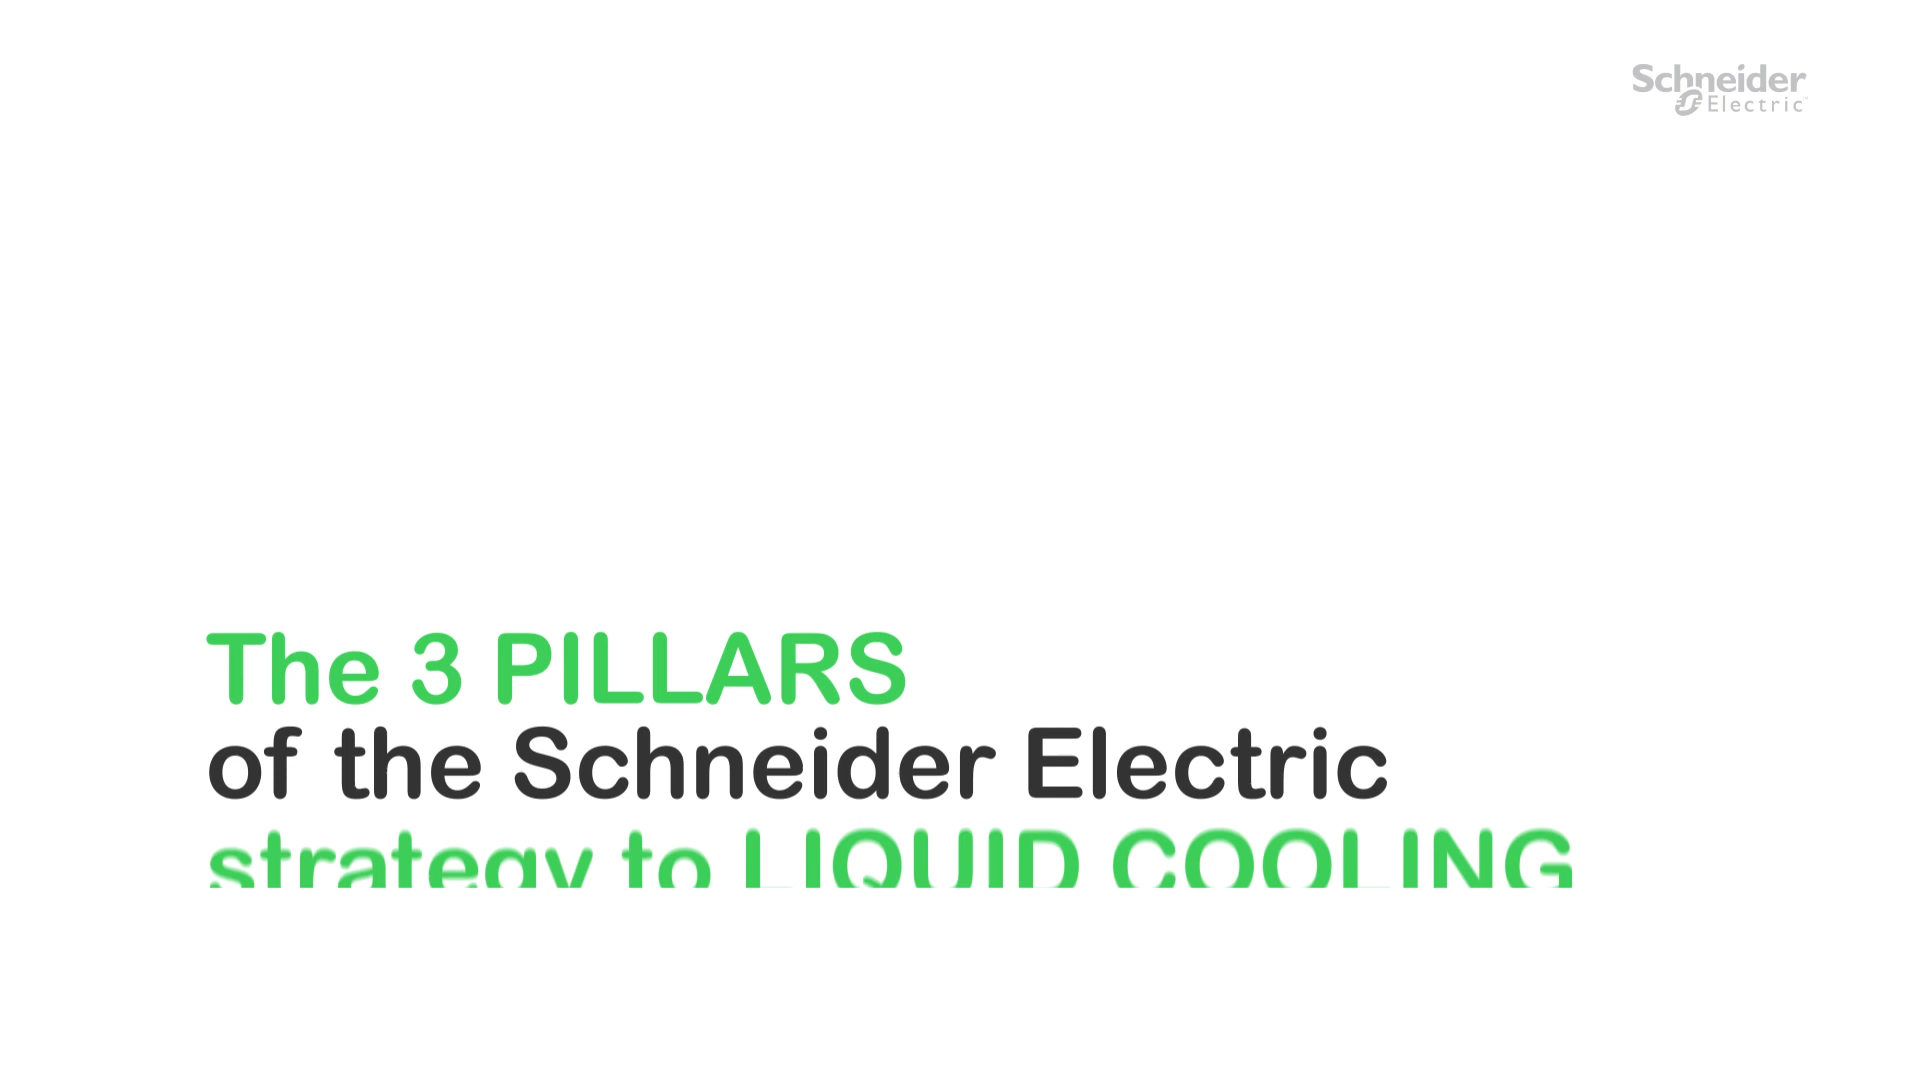 Schneider
Electric
The 3 PILLARS
of the Schneider Electric
strategy to LIQUID COOLING